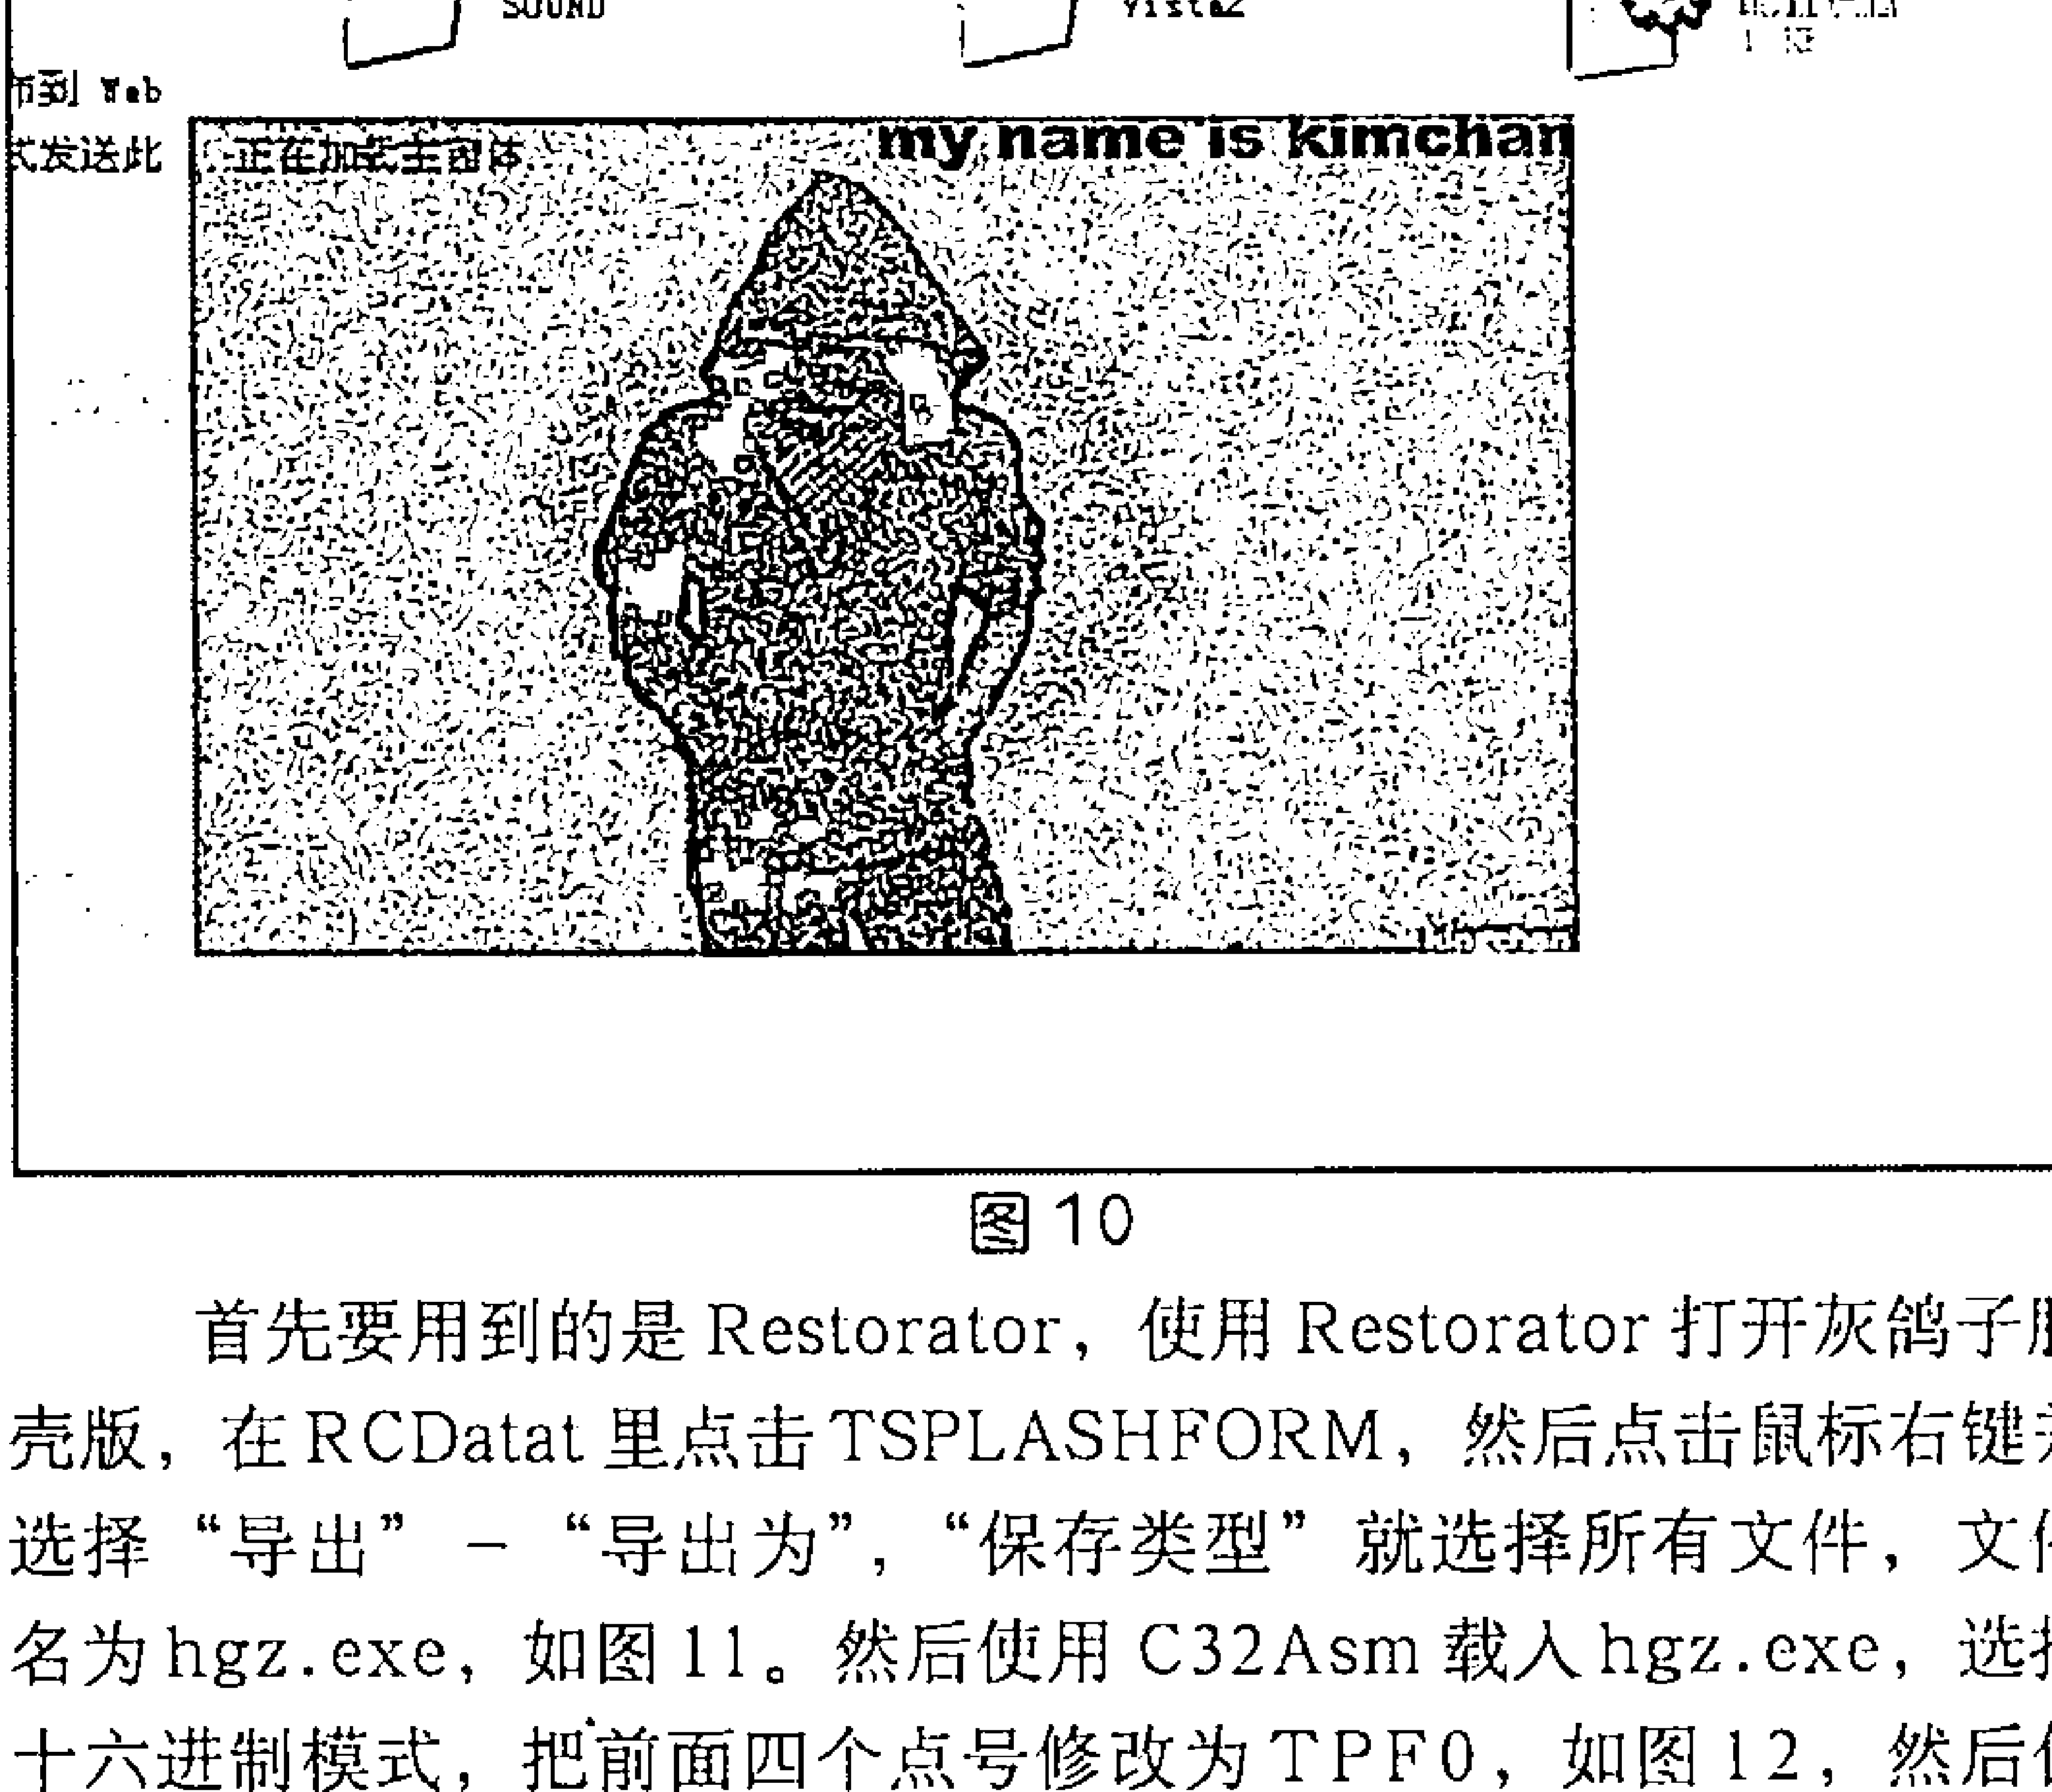 SOUND
Vista2
布到 Web
式发送此
正在加载主窗体
my name is kimchan
图 10
首先要用到的是 Restorator，使用 Restorator 打开灰鸽子
壳版，在 RCDatat 里点击 TSPLASHFORM，然后点击鼠标右键
选择 “导出” － “导出为”，“保存类型” 就选择所有文件，文件
名为 hgz.exe，如图 11。然后使用 C32Asm 载入 hgz.exe，选择
十六进制模式，把前面四个点号修改为 TPF0，如图 12，然后